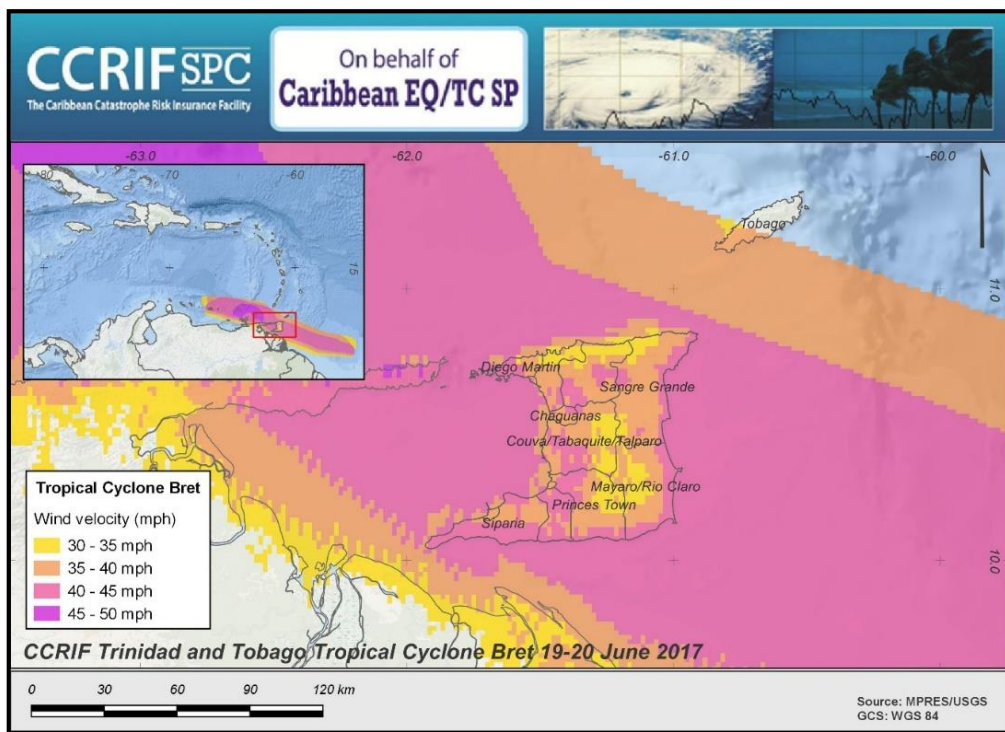 CCRIF SPC
The Caribbean Catastrophe Risk Insurance Facility
On behalf of
Caribbean EQ/TC SP
-63.0
-62.0
-61.0
-60.0
-80
-70
-60
15
Tobago
11.0
Diego Martin
Sangre Grande
Chaguanas
Couva/Tabaquite/Talparo
Mayaro/Rio Claro
Princes Town
Siparia
10.0
Tropical Cyclone Bret
Wind velocity (mph)
30 - 35 mph
35 - 40 mph
40 - 45 mph
45 - 50 mph
CCRIF Trinidad and Tobago Tropical Cyclone Bret 19-20 June 2017
0 30 60 90 120 km
Source: MPRES/USGS
GCS: WGS 84